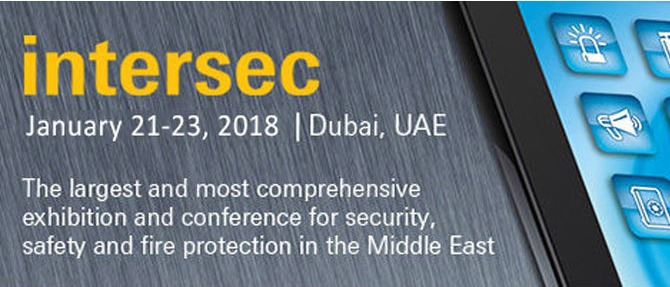 intersec
January 21-23, 2018 | Dubai, UAE
The largest and most comprehensive
exhibition and conference for security,
safety and fire protection in the Middle East